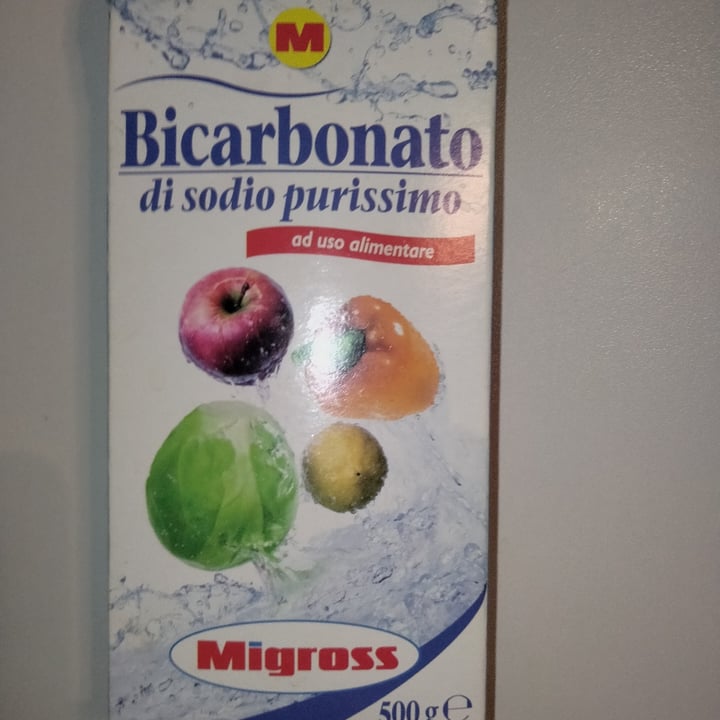 M
Bicarbonato
di sodio purissimo
ad uso alimentare
Migross
500 g ℮